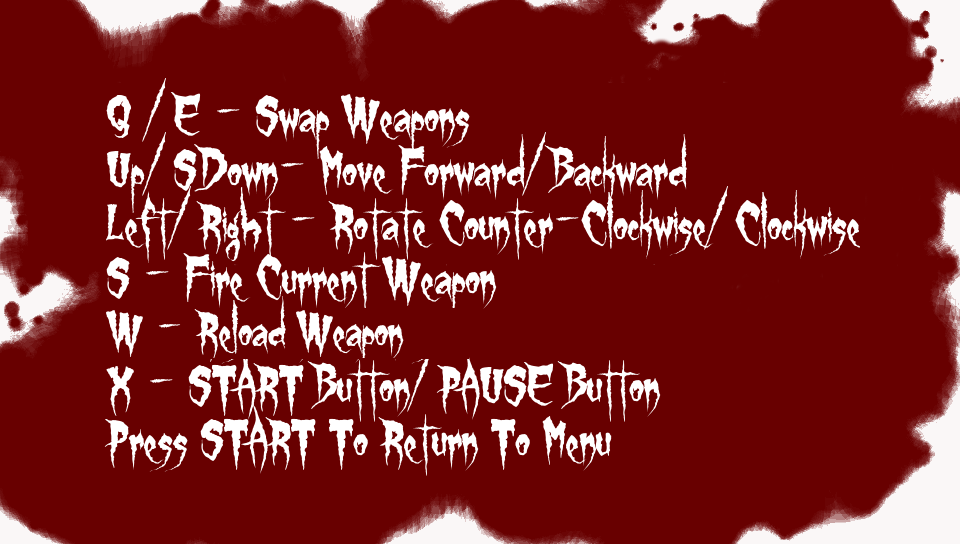 Q / E - Swap Weapons
Up/ SDown- Move Forward/Backward
Left/ Right - Rotate Counter-Clockwise/ Clockwise
S - Fire Current Weapon
W - Reload Weapon
X - START Button/ PAUSE Button
Press START To Return To Menu